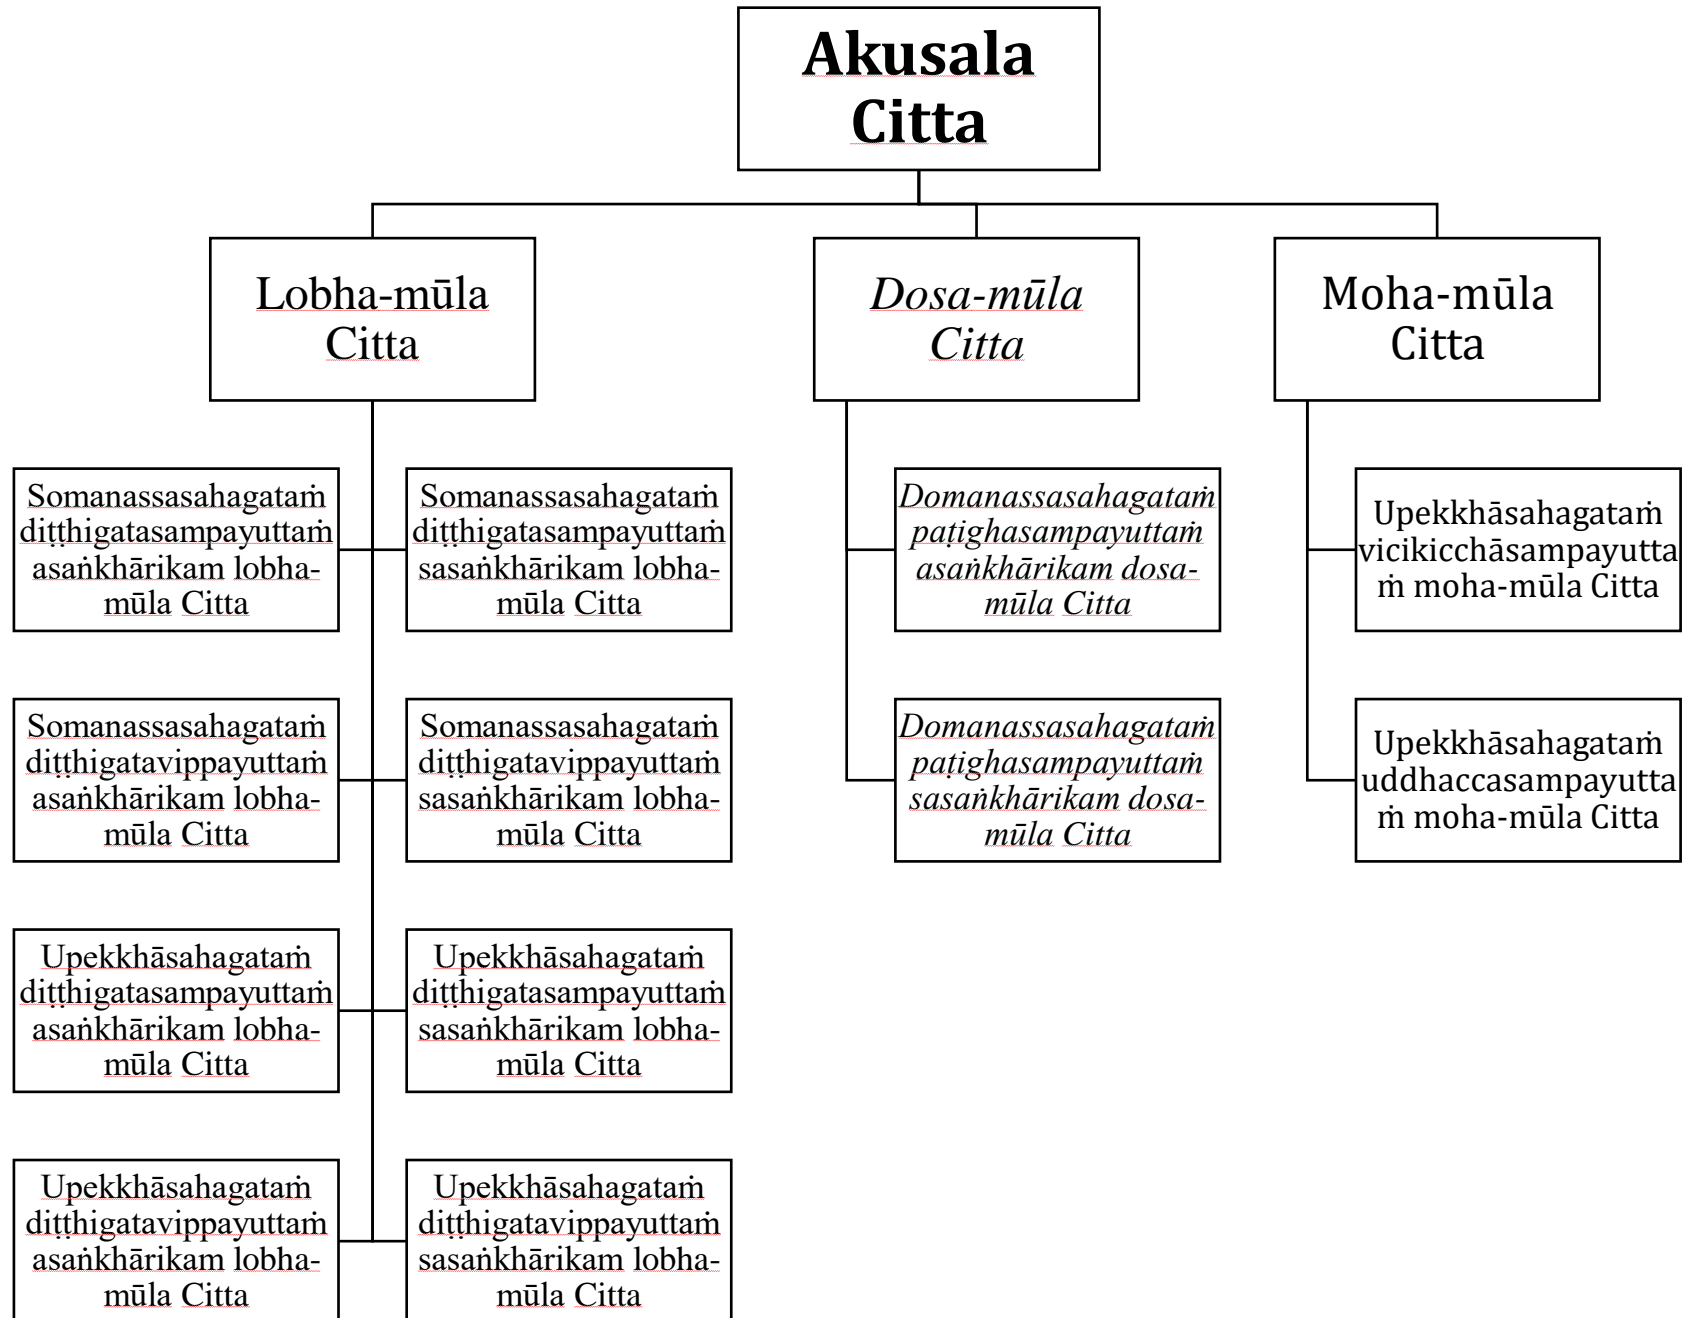 Akusala
Citta
Lobha-mūla
Citta
Dosa-mūla
Citta
Moha-mūla
Citta
Somanassasahagataṁ
diṭṭhigatasampayuttaṁ
asaṅkhārikam lobha-
mūla Citta
Somanassasahagataṁ
diṭṭhigatasampayuttaṁ
sasaṅkhārikam lobha-
mūla Citta
Somanassasahagataṁ
diṭṭhigatavippayuttaṁ
asaṅkhārikam lobha-
mūla Citta
Somanassasahagataṁ
diṭṭhigatavippayuttaṁ
sasaṅkhārikam lobha-
mūla Citta
Upekkhāsahagataṁ
diṭṭhigatasampayuttaṁ
asaṅkhārikam lobha-
mūla Citta
Upekkhāsahagataṁ
diṭṭhigatasampayuttaṁ
sasaṅkhārikam lobha-
mūla Citta
Upekkhāsahagataṁ
diṭṭhigatavippayuttaṁ
asaṅkhārikam lobha-
mūla Citta
Upekkhāsahagataṁ
diṭṭhigatavippayuttaṁ
sasaṅkhārikam lobha-
mūla Citta
Domanassasahagataṁ
paṭighasampayuttaṁ
asaṅkhārikam dosa-
mūla Citta
Domanassasahagataṁ
paṭighasampayuttaṁ
sasaṅkhārikam dosa-
mūla Citta
Upekkhāsahagataṁ
vicikicchāsampayutta
ṁ moha-mūla Citta
Upekkhāsahagataṁ
uddhaccasampayutta
ṁ moha-mūla Citta